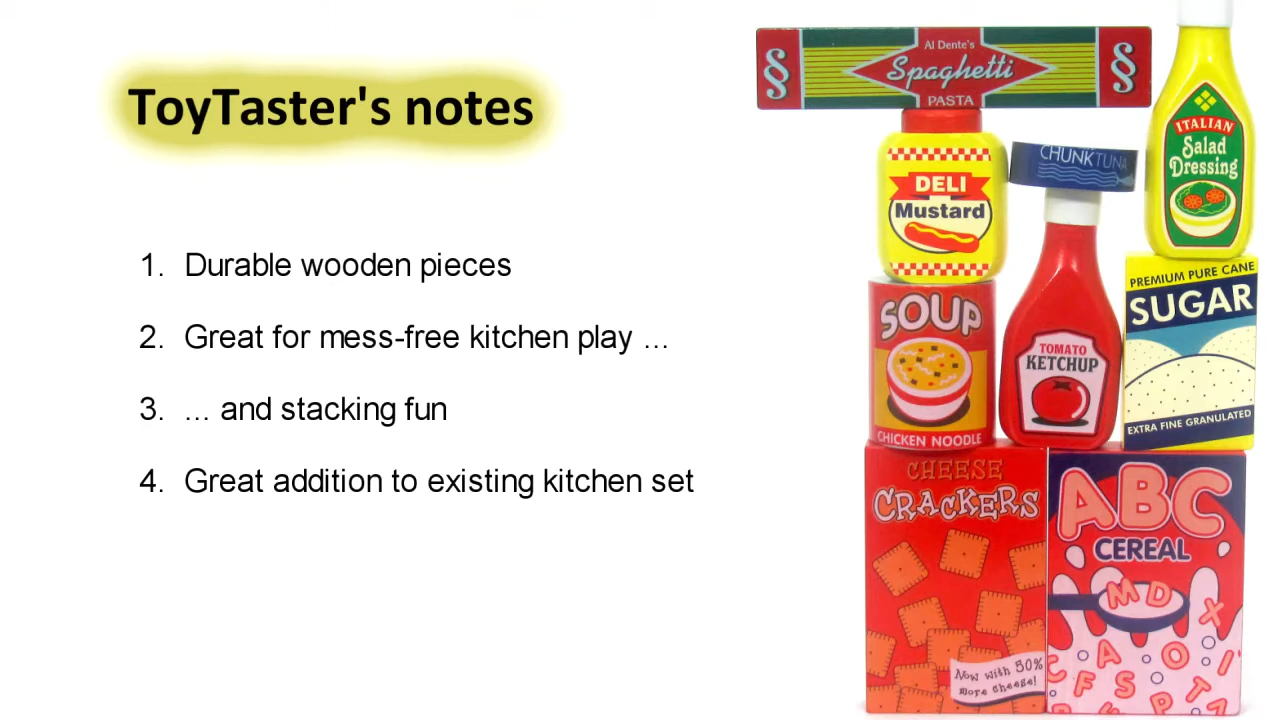 ToyTaster's notes
1. Durable wooden pieces
2. Great for mess-free kitchen play ...
3. ... and stacking fun
4. Great addition to existing kitchen set
§
Al Dente's
Spaghetti
PASTA
§
ITALIAN
Salad
Dressing
CHUNK TUNA
DELI
Mustard
PREMIUM PURE CANE
SUGAR
EXTRA FINE GRANULATED
SOUP
CHICKEN NOODLE
TOMATO
KETCHUP
CHEESE
CRACKERS
Now with 50%
more cheese!
ABC
CEREAL
M D
X
A O I
C F S P T Z